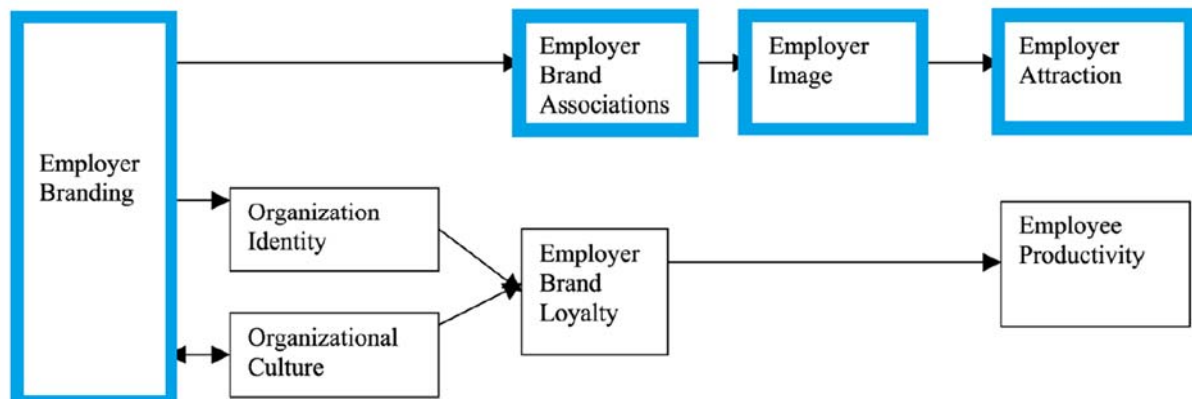 Employer
Branding
Employer
Brand
Associations
Employer
Image
Employer
Attraction
Organization
Identity
Organizational
Culture
Employer
Brand
Loyalty
Employee
Productivity